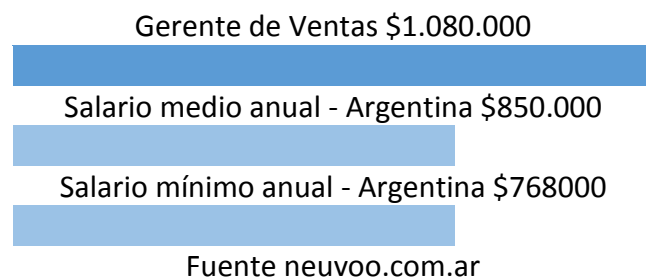 Gerente de Ventas $1.080.000
Salario medio anual - Argentina $850.000
Salario mínimo anual - Argentina $768000
Fuente neuvoo.com.ar